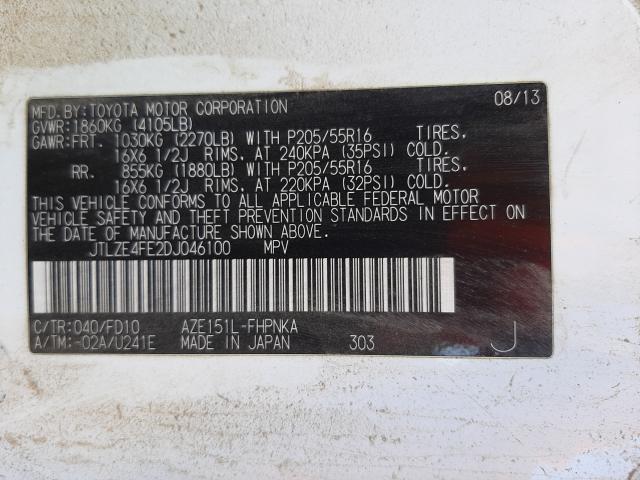 MFD.BY:TOYOTA MOTOR CORPORATION 08/13
GVWR:1860KG (4105LB)
GAWR:FRT. 1030KG (2270LB) WITH P205/55R16 TIRES,
16X6 1/2J RIMS, AT 240KPA (35PSI) COLD.
RR. 855KG (1880LB) WITH P205/55R16 TIRES,
16X6 1/2J RIMS, AT 220KPA (32PSI) COLD.
THIS VEHICLE CONFORMS TO ALL APPLICABLE FEDERAL MOTOR
VEHICLE SAFETY AND THEFT PREVENTION STANDARDS IN EFFECT ON
THE DATE OF MANUFACTURE SHOWN ABOVE.
JTLZE4FE2DJ046100 MPV
C/TR:040/FD10 AZE151L-FHPNKA
A/TM:-02A/U241E MADE IN JAPAN 303 J